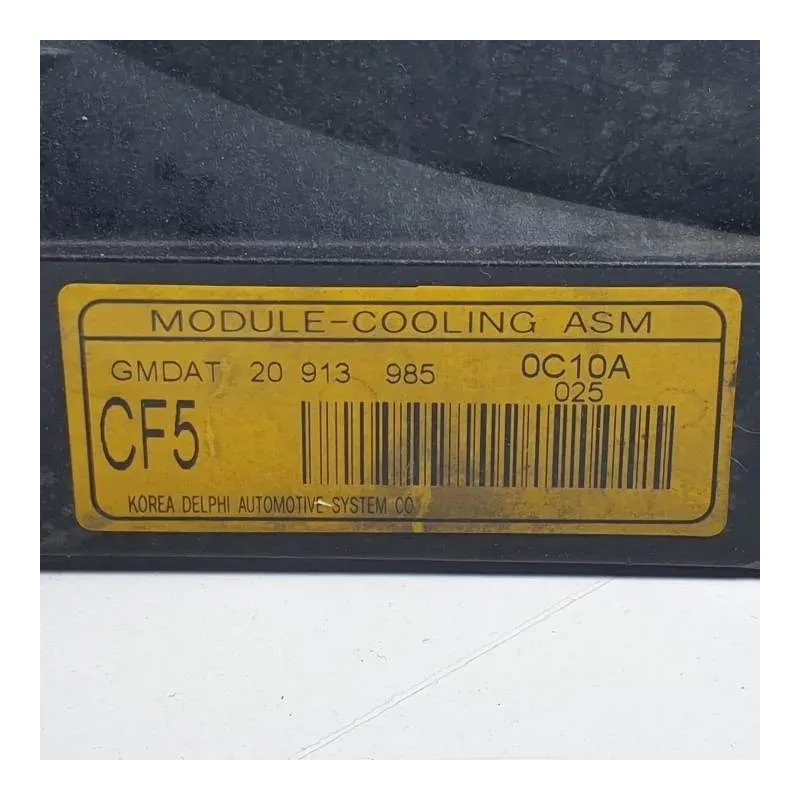 MODULE-COOLING ASM
GMDAT 20 913 985 0C10A
025
CF5
KOREA DELPHI AUTOMOTIVE SYSTEM CO